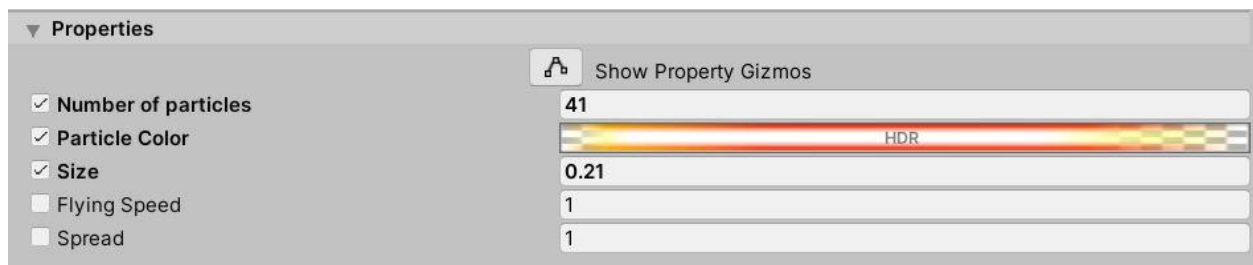 Properties
Show Property Gizmos
Number of particles 41
Particle Color HDR
Size 0.21
Flying Speed 1
Spread 1